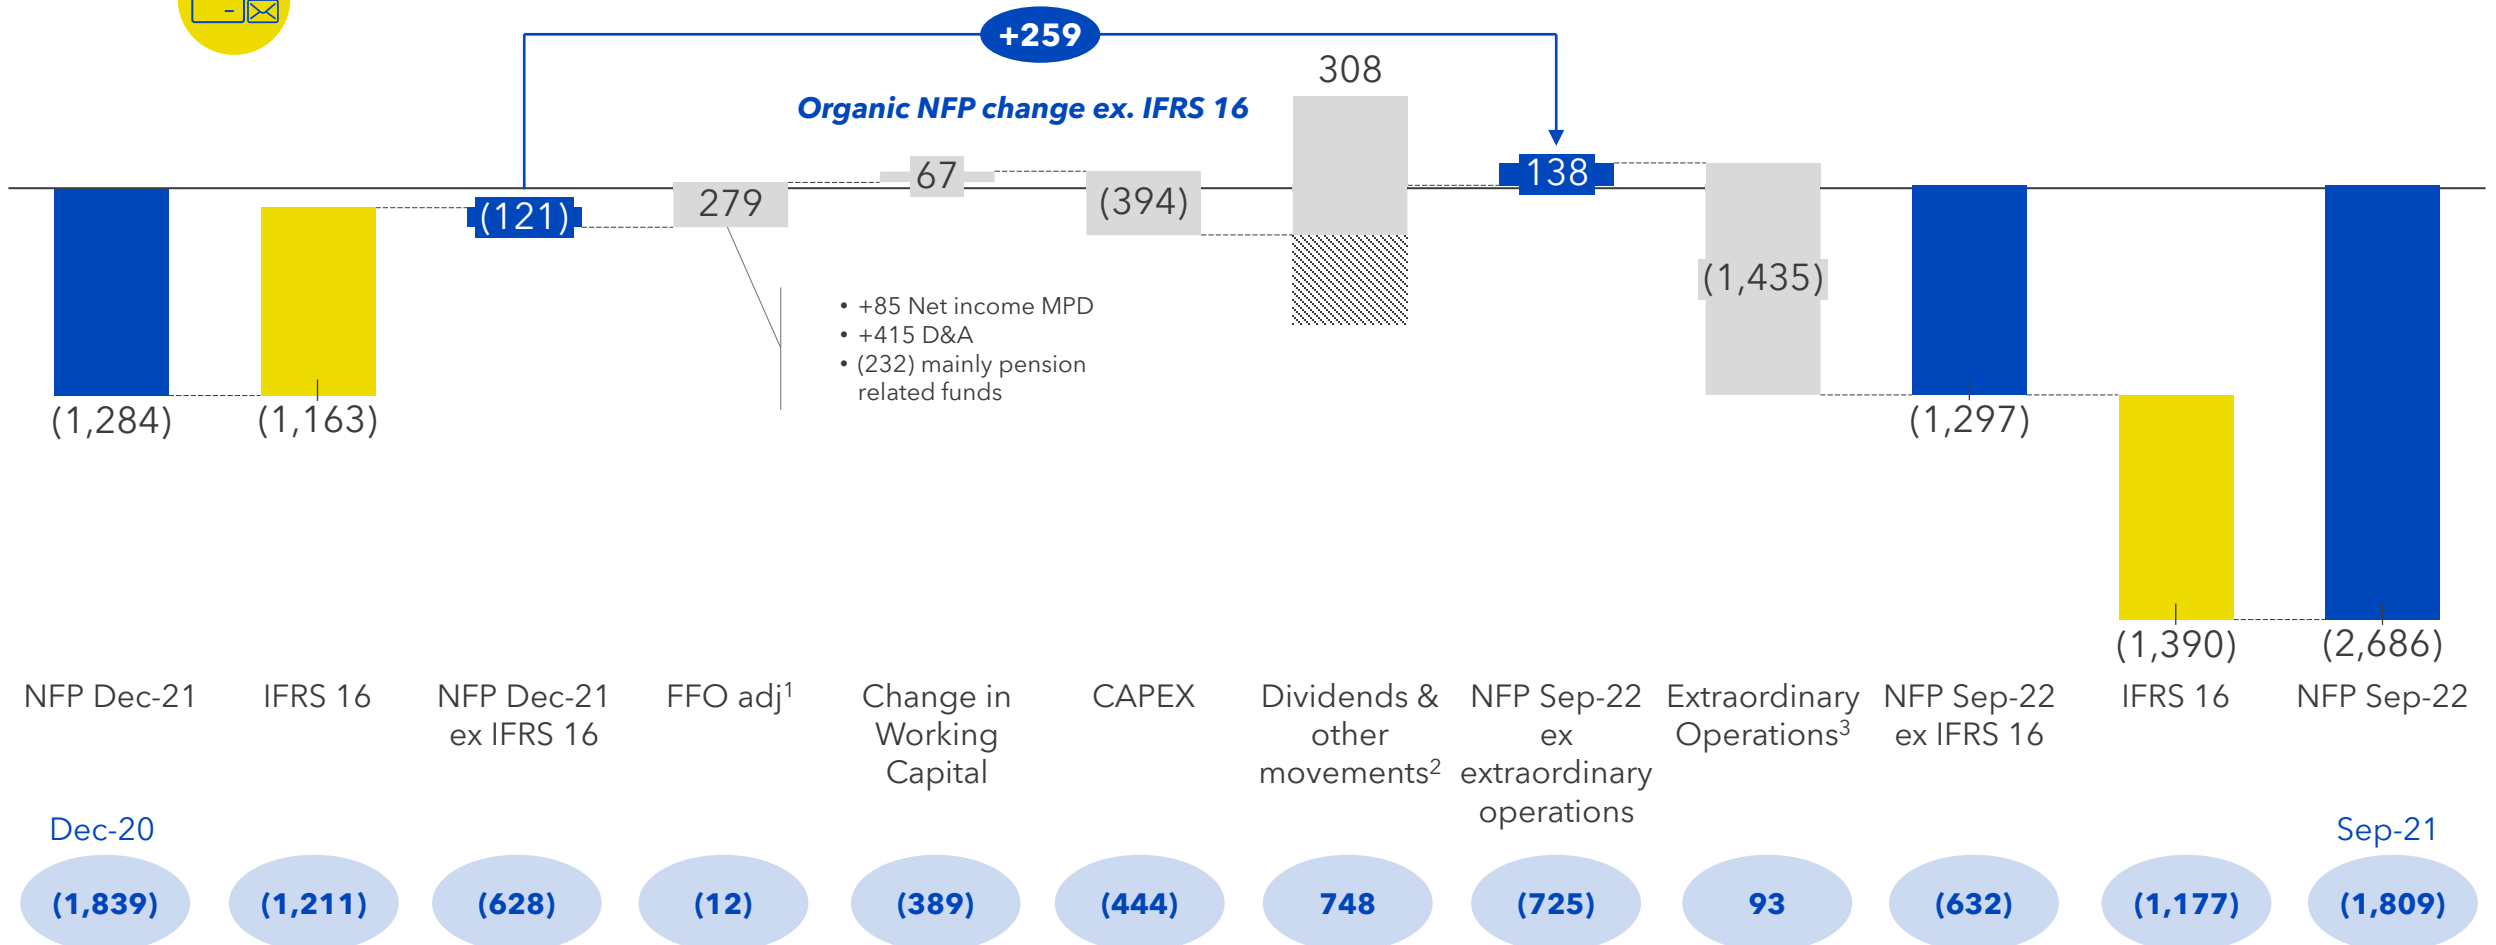 +259
308
Organic NFP change ex. IFRS 16
138
67
279
(394)
(121)
(1,435)
• +85 Net income MPD
• +415 D&A
• (232) mainly pension
related funds
(1,284)
(1,163)
(1,297)
(1,390)
(2,686)
NFP Dec-21
IFRS 16
NFP Dec-21
ex IFRS 16
FFO adj1
Change in
Working
Capital
CAPEX
Dividends &
other
movements2
NFP Sep-22
ex
extraordinary
operations
Extraordinary
Operations3
NFP Sep-22
ex IFRS 16
IFRS 16
NFP Sep-22
Dec-20
Sep-21
(1,839)
(1,211)
(628)
(12)
(389)
(444)
748
(725)
93
(632)
(1,177)
(1,809)